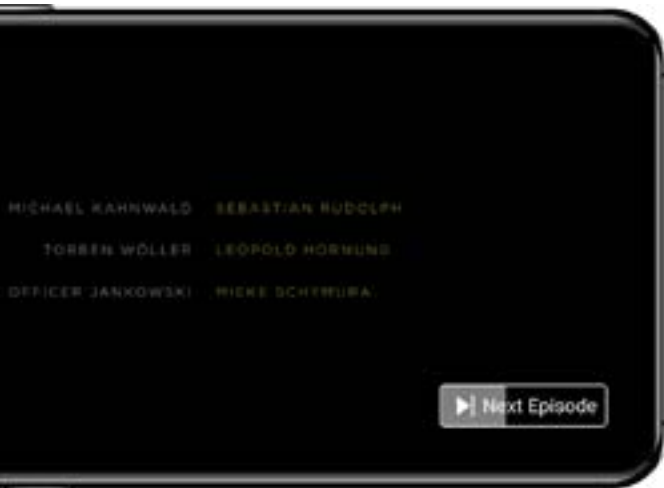 MICHAEL KAHNWALD SEBASTIAN RUDOLPH
TORBEN WÖLLER LEOPOLD HORNUNG
OFFICER JANKOWSKI MIEKE SCHYMURA
Next Episode